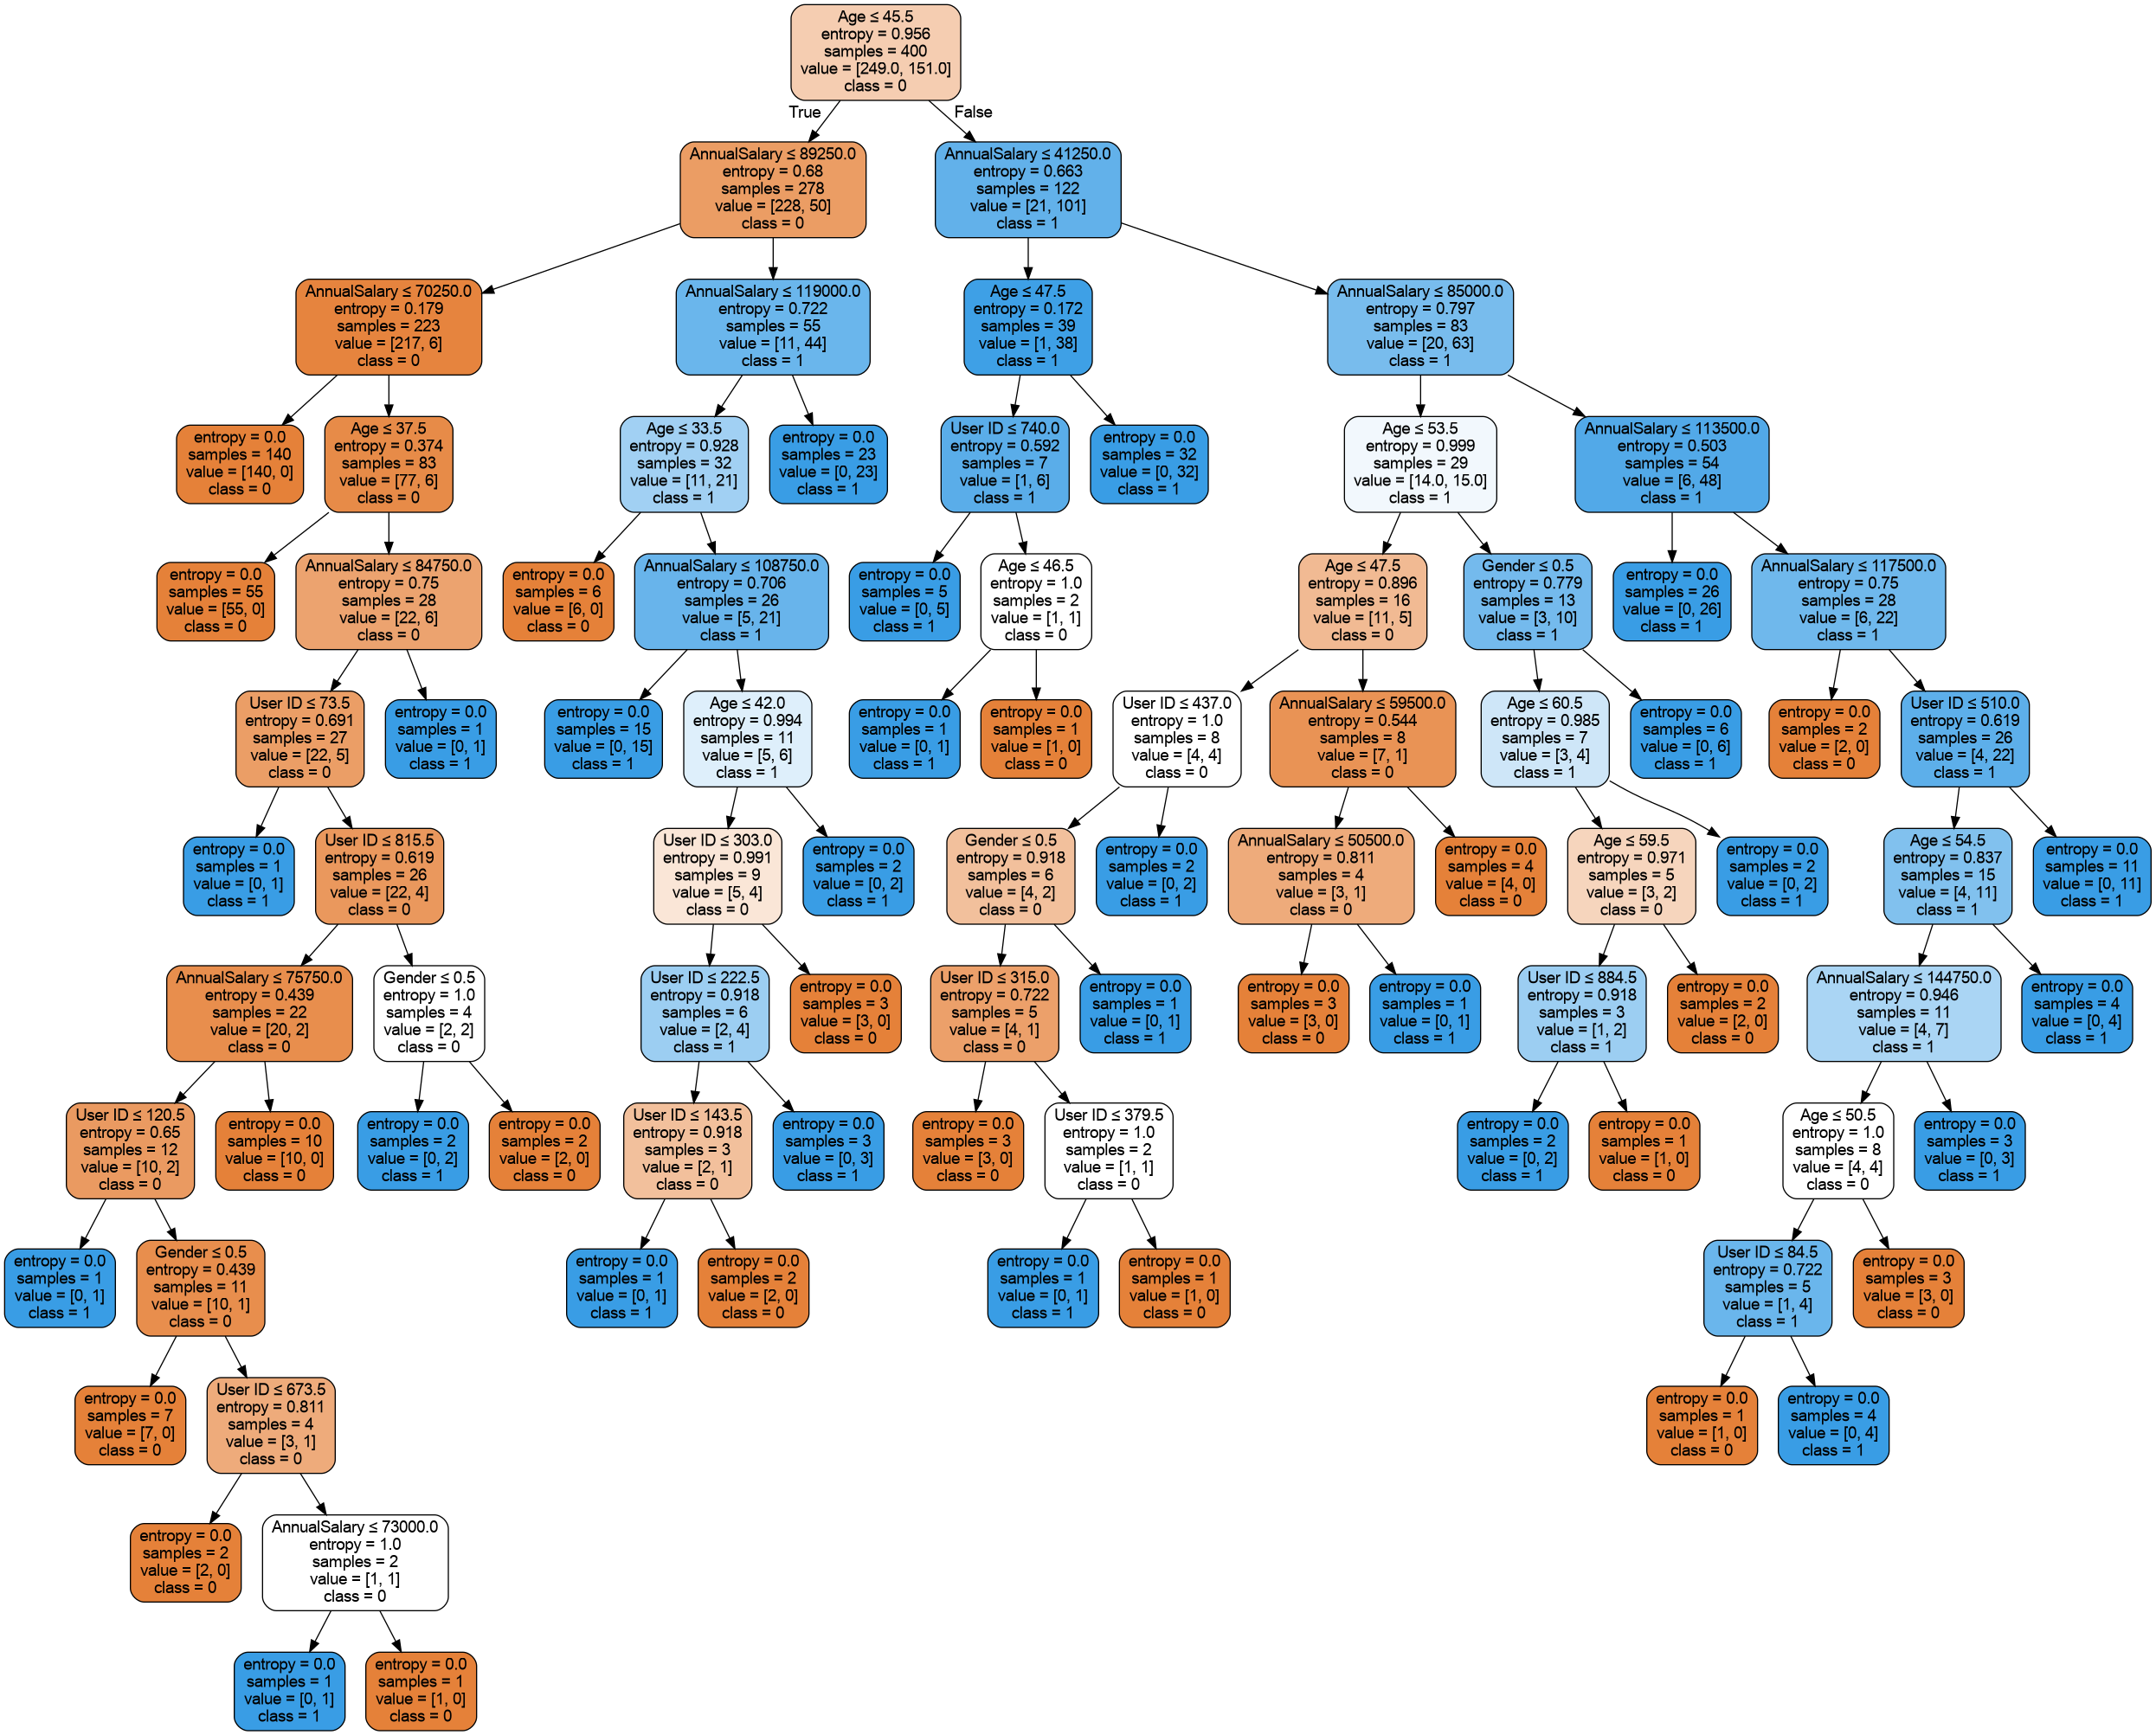 Age ≤ 45.5
entropy = 0.956
samples = 400
value = [249.0, 151.0]
class = 0
True
False
AnnualSalary ≤ 89250.0
entropy = 0.68
samples = 278
value = [228, 50]
class = 0
AnnualSalary ≤ 41250.0
entropy = 0.663
samples = 122
value = [21, 101]
class = 1
AnnualSalary ≤ 70250.0
entropy = 0.179
samples = 223
value = [217, 6]
class = 0
AnnualSalary ≤ 119000.0
entropy = 0.722
samples = 55
value = [11, 44]
class = 1
Age ≤ 47.5
entropy = 0.172
samples = 39
value = [1, 38]
class = 1
AnnualSalary ≤ 85000.0
entropy = 0.797
samples = 83
value = [20, 63]
class = 1
entropy = 0.0
samples = 140
value = [140, 0]
class = 0
Age ≤ 37.5
entropy = 0.374
samples = 83
value = [77, 6]
class = 0
Age ≤ 33.5
entropy = 0.928
samples = 32
value = [11, 21]
class = 1
entropy = 0.0
samples = 23
value = [0, 23]
class = 1
User ID ≤ 740.0
entropy = 0.592
samples = 7
value = [1, 6]
class = 1
entropy = 0.0
samples = 32
value = [0, 32]
class = 1
Age ≤ 53.5
entropy = 0.999
samples = 29
value = [14.0, 15.0]
class = 1
AnnualSalary ≤ 113500.0
entropy = 0.503
samples = 54
value = [6, 48]
class = 1
entropy = 0.0
samples = 55
value = [55, 0]
class = 0
AnnualSalary ≤ 84750.0
entropy = 0.75
samples = 28
value = [22, 6]
class = 0
entropy = 0.0
samples = 6
value = [6, 0]
class = 0
AnnualSalary ≤ 108750.0
entropy = 0.706
samples = 26
value = [5, 21]
class = 1
entropy = 0.0
samples = 5
value = [0, 5]
class = 1
Age ≤ 46.5
entropy = 1.0
samples = 2
value = [1, 1]
class = 0
Age ≤ 47.5
entropy = 0.896
samples = 16
value = [11, 5]
class = 0
Gender ≤ 0.5
entropy = 0.779
samples = 13
value = [3, 10]
class = 1
entropy = 0.0
samples = 26
value = [0, 26]
class = 1
AnnualSalary ≤ 117500.0
entropy = 0.75
samples = 28
value = [6, 22]
class = 1
User ID ≤ 73.5
entropy = 0.691
samples = 27
value = [22, 5]
class = 0
entropy = 0.0
samples = 1
value = [0, 1]
class = 1
entropy = 0.0
samples = 15
value = [0, 15]
class = 1
Age ≤ 42.0
entropy = 0.994
samples = 11
value = [5, 6]
class = 1
entropy = 0.0
samples = 1
value = [0, 1]
class = 1
entropy = 0.0
samples = 1
value = [1, 0]
class = 0
User ID ≤ 437.0
entropy = 1.0
samples = 8
value = [4, 4]
class = 0
AnnualSalary ≤ 59500.0
entropy = 0.544
samples = 8
value = [7, 1]
class = 0
Age ≤ 60.5
entropy = 0.985
samples = 7
value = [3, 4]
class = 1
entropy = 0.0
samples = 6
value = [0, 6]
class = 1
entropy = 0.0
samples = 2
value = [2, 0]
class = 0
User ID ≤ 510.0
entropy = 0.619
samples = 26
value = [4, 22]
class = 1
entropy = 0.0
samples = 1
value = [0, 1]
class = 1
User ID ≤ 815.5
entropy = 0.619
samples = 26
value = [22, 4]
class = 0
User ID ≤ 303.0
entropy = 0.991
samples = 9
value = [5, 4]
class = 0
entropy = 0.0
samples = 2
value = [0, 2]
class = 1
Gender ≤ 0.5
entropy = 0.918
samples = 6
value = [4, 2]
class = 0
entropy = 0.0
samples = 2
value = [0, 2]
class = 1
AnnualSalary ≤ 50500.0
entropy = 0.811
samples = 4
value = [3, 1]
class = 0
entropy = 0.0
samples = 4
value = [4, 0]
class = 0
Age ≤ 59.5
entropy = 0.971
samples = 5
value = [3, 2]
class = 0
entropy = 0.0
samples = 2
value = [0, 2]
class = 1
Age ≤ 54.5
entropy = 0.837
samples = 15
value = [4, 11]
class = 1
entropy = 0.0
samples = 11
value = [0, 11]
class = 1
AnnualSalary ≤ 75750.0
entropy = 0.439
samples = 22
value = [20, 2]
class = 0
Gender ≤ 0.5
entropy = 1.0
samples = 4
value = [2, 2]
class = 0
User ID ≤ 222.5
entropy = 0.918
samples = 6
value = [2, 4]
class = 1
entropy = 0.0
samples = 3
value = [3, 0]
class = 0
User ID ≤ 315.0
entropy = 0.722
samples = 5
value = [4, 1]
class = 0
entropy = 0.0
samples = 1
value = [0, 1]
class = 1
entropy = 0.0
samples = 3
value = [3, 0]
class = 0
entropy = 0.0
samples = 1
value = [0, 1]
class = 1
User ID ≤ 884.5
entropy = 0.918
samples = 3
value = [1, 2]
class = 1
entropy = 0.0
samples = 2
value = [2, 0]
class = 0
AnnualSalary ≤ 144750.0
entropy = 0.946
samples = 11
value = [4, 7]
class = 1
entropy = 0.0
samples = 4
value = [0, 4]
class = 1
User ID ≤ 120.5
entropy = 0.65
samples = 12
value = [10, 2]
class = 0
entropy = 0.0
samples = 10
value = [10, 0]
class = 0
entropy = 0.0
samples = 2
value = [0, 2]
class = 1
entropy = 0.0
samples = 2
value = [2, 0]
class = 0
User ID ≤ 143.5
entropy = 0.918
samples = 3
value = [2, 1]
class = 0
entropy = 0.0
samples = 3
value = [0, 3]
class = 1
entropy = 0.0
samples = 3
value = [3, 0]
class = 0
User ID ≤ 379.5
entropy = 1.0
samples = 2
value = [1, 1]
class = 0
entropy = 0.0
samples = 2
value = [0, 2]
class = 1
entropy = 0.0
samples = 1
value = [1, 0]
class = 0
Age ≤ 50.5
entropy = 1.0
samples = 8
value = [4, 4]
class = 0
entropy = 0.0
samples = 3
value = [0, 3]
class = 1
entropy = 0.0
samples = 1
value = [0, 1]
class = 1
Gender ≤ 0.5
entropy = 0.439
samples = 11
value = [10, 1]
class = 0
entropy = 0.0
samples = 1
value = [0, 1]
class = 1
entropy = 0.0
samples = 2
value = [2, 0]
class = 0
entropy = 0.0
samples = 1
value = [0, 1]
class = 1
entropy = 0.0
samples = 1
value = [1, 0]
class = 0
User ID ≤ 84.5
entropy = 0.722
samples = 5
value = [1, 4]
class = 1
entropy = 0.0
samples = 3
value = [3, 0]
class = 0
entropy = 0.0
samples = 7
value = [7, 0]
class = 0
User ID ≤ 673.5
entropy = 0.811
samples = 4
value = [3, 1]
class = 0
entropy = 0.0
samples = 1
value = [1, 0]
class = 0
entropy = 0.0
samples = 4
value = [0, 4]
class = 1
entropy = 0.0
samples = 2
value = [2, 0]
class = 0
AnnualSalary ≤ 73000.0
entropy = 1.0
samples = 2
value = [1, 1]
class = 0
entropy = 0.0
samples = 1
value = [0, 1]
class = 1
entropy = 0.0
samples = 1
value = [1, 0]
class = 0